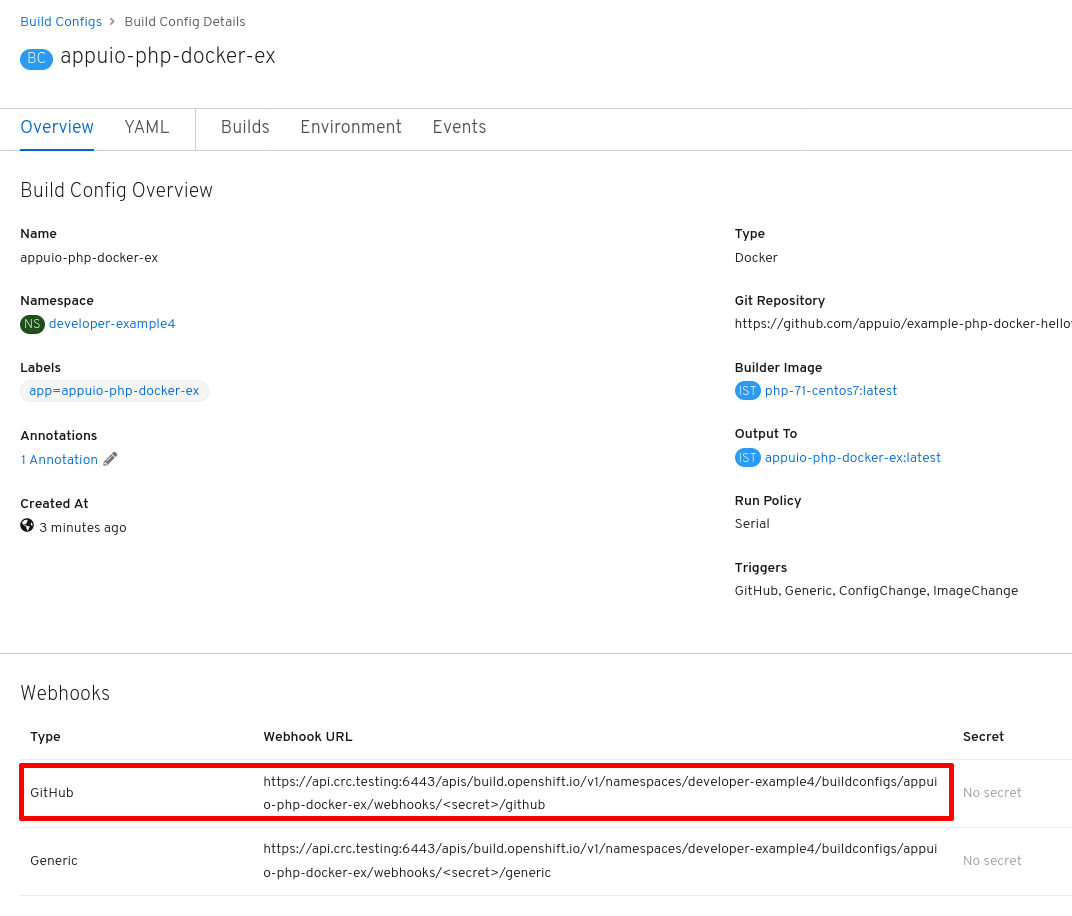 Build Configs > Build Config Details
BC appuio-php-docker-ex
Overview YAML Builds Environment Events
Build Config Overview
Name
appuio-php-docker-ex
Namespace
NS developer-example4
Labels
app=appuio-php-docker-ex
Annotations
1 Annotation
Created At
3 minutes ago
Type
Docker
Git Repository
https://github.com/appuio/example-php-docker-hello
Builder Image
IST php-71-centos7:latest
Output To
IST appuio-php-docker-ex:latest
Run Policy
Serial
Triggers
GitHub, Generic, ConfigChange, ImageChange
Webhooks
Type Webhook URL Secret
GitHub https://api.crc.testing:6443/apis/build.openshift.io/v1/namespaces/developer-example4/buildconfigs/appui No secret
o-php-docker-ex/webhooks/<secret>/github
Generic https://api.crc.testing:6443/apis/build.openshift.io/v1/namespaces/developer-example4/buildconfigs/appui No secret
o-php-docker-ex/webhooks/<secret>/generic